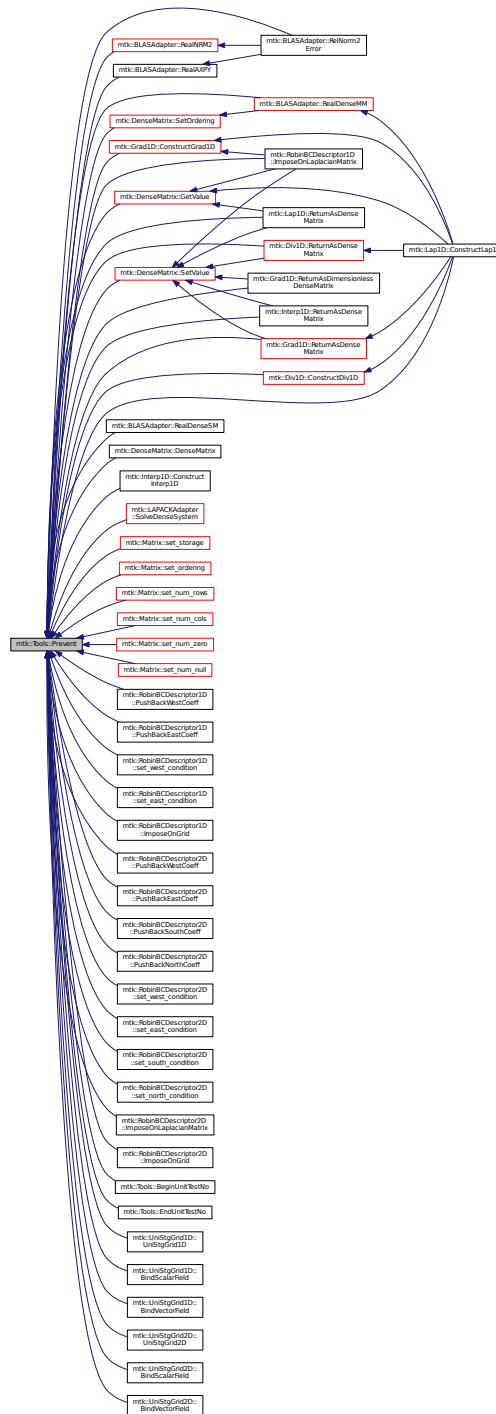 mtk::BLASAdapter::RelNorm2
Error
mtk::BLASAdapter::RealNRM2
mtk::BLASAdapter::RealAXPY
mtk::BLASAdapter::RealDenseMM
mtk::DenseMatrix::SetOrdering
mtk::Grad1D::ConstructGrad1D
mtk::RobinBCDescriptor1D
::ImposeOnLaplacianMatrix
mtk::DenseMatrix::GetValue
mtk::Lap1D::ReturnAsDense
Matrix
mtk::Div1D::ReturnAsDense
Matrix
mtk::Lap1D::ConstructLap1
mtk::DenseMatrix::SetValue
mtk::Grad1D::ReturnAsDimensionless
DenseMatrix
mtk::Interp1D::ReturnAsDense
Matrix
mtk::Grad1D::ReturnAsDense
Matrix
mtk::Div1D::ConstructDiv1D
mtk::BLASAdapter::RealDenseSM
mtk::DenseMatrix::DenseMatrix
mtk::Interp1D::Construct
Interp1D
mtk::LAPACKAdapter
::SolveDenseSystem
mtk::Matrix::set_storage
mtk::Matrix::set_ordering
mtk::Matrix::set_num_rows
mtk::Matrix::set_num_cols
mtk::Tools::Prevent
mtk::Matrix::set_num_zero
mtk::Matrix::set_num_null
mtk::RobinBCDescriptor1D
::PushBackWestCoeff
mtk::RobinBCDescriptor1D
::PushBackEastCoeff
mtk::RobinBCDescriptor1D
::set_west_condition
mtk::RobinBCDescriptor1D
::set_east_condition
mtk::RobinBCDescriptor1D
::ImposeOnGrid
mtk::RobinBCDescriptor2D
::PushBackWestCoeff
mtk::RobinBCDescriptor2D
::PushBackEastCoeff
mtk::RobinBCDescriptor2D
::PushBackSouthCoeff
mtk::RobinBCDescriptor2D
::PushBackNorthCoeff
mtk::RobinBCDescriptor2D
::set_west_condition
mtk::RobinBCDescriptor2D
::set_east_condition
mtk::RobinBCDescriptor2D
::set_south_condition
mtk::RobinBCDescriptor2D
::set_north_condition
mtk::RobinBCDescriptor2D
::ImposeOnLaplacianMatrix
mtk::RobinBCDescriptor2D
::ImposeOnGrid
mtk::Tools::BeginUnitTestNo
mtk::Tools::EndUnitTestNo
mtk::UniStgGrid1D::
UniStgGrid1D
mtk::UniStgGrid1D::
BindScalarField
mtk::UniStgGrid1D::
BindVectorField
mtk::UniStgGrid2D::
UniStgGrid2D
mtk::UniStgGrid2D::
BindScalarField
mtk::UniStgGrid2D::
BindVectorField